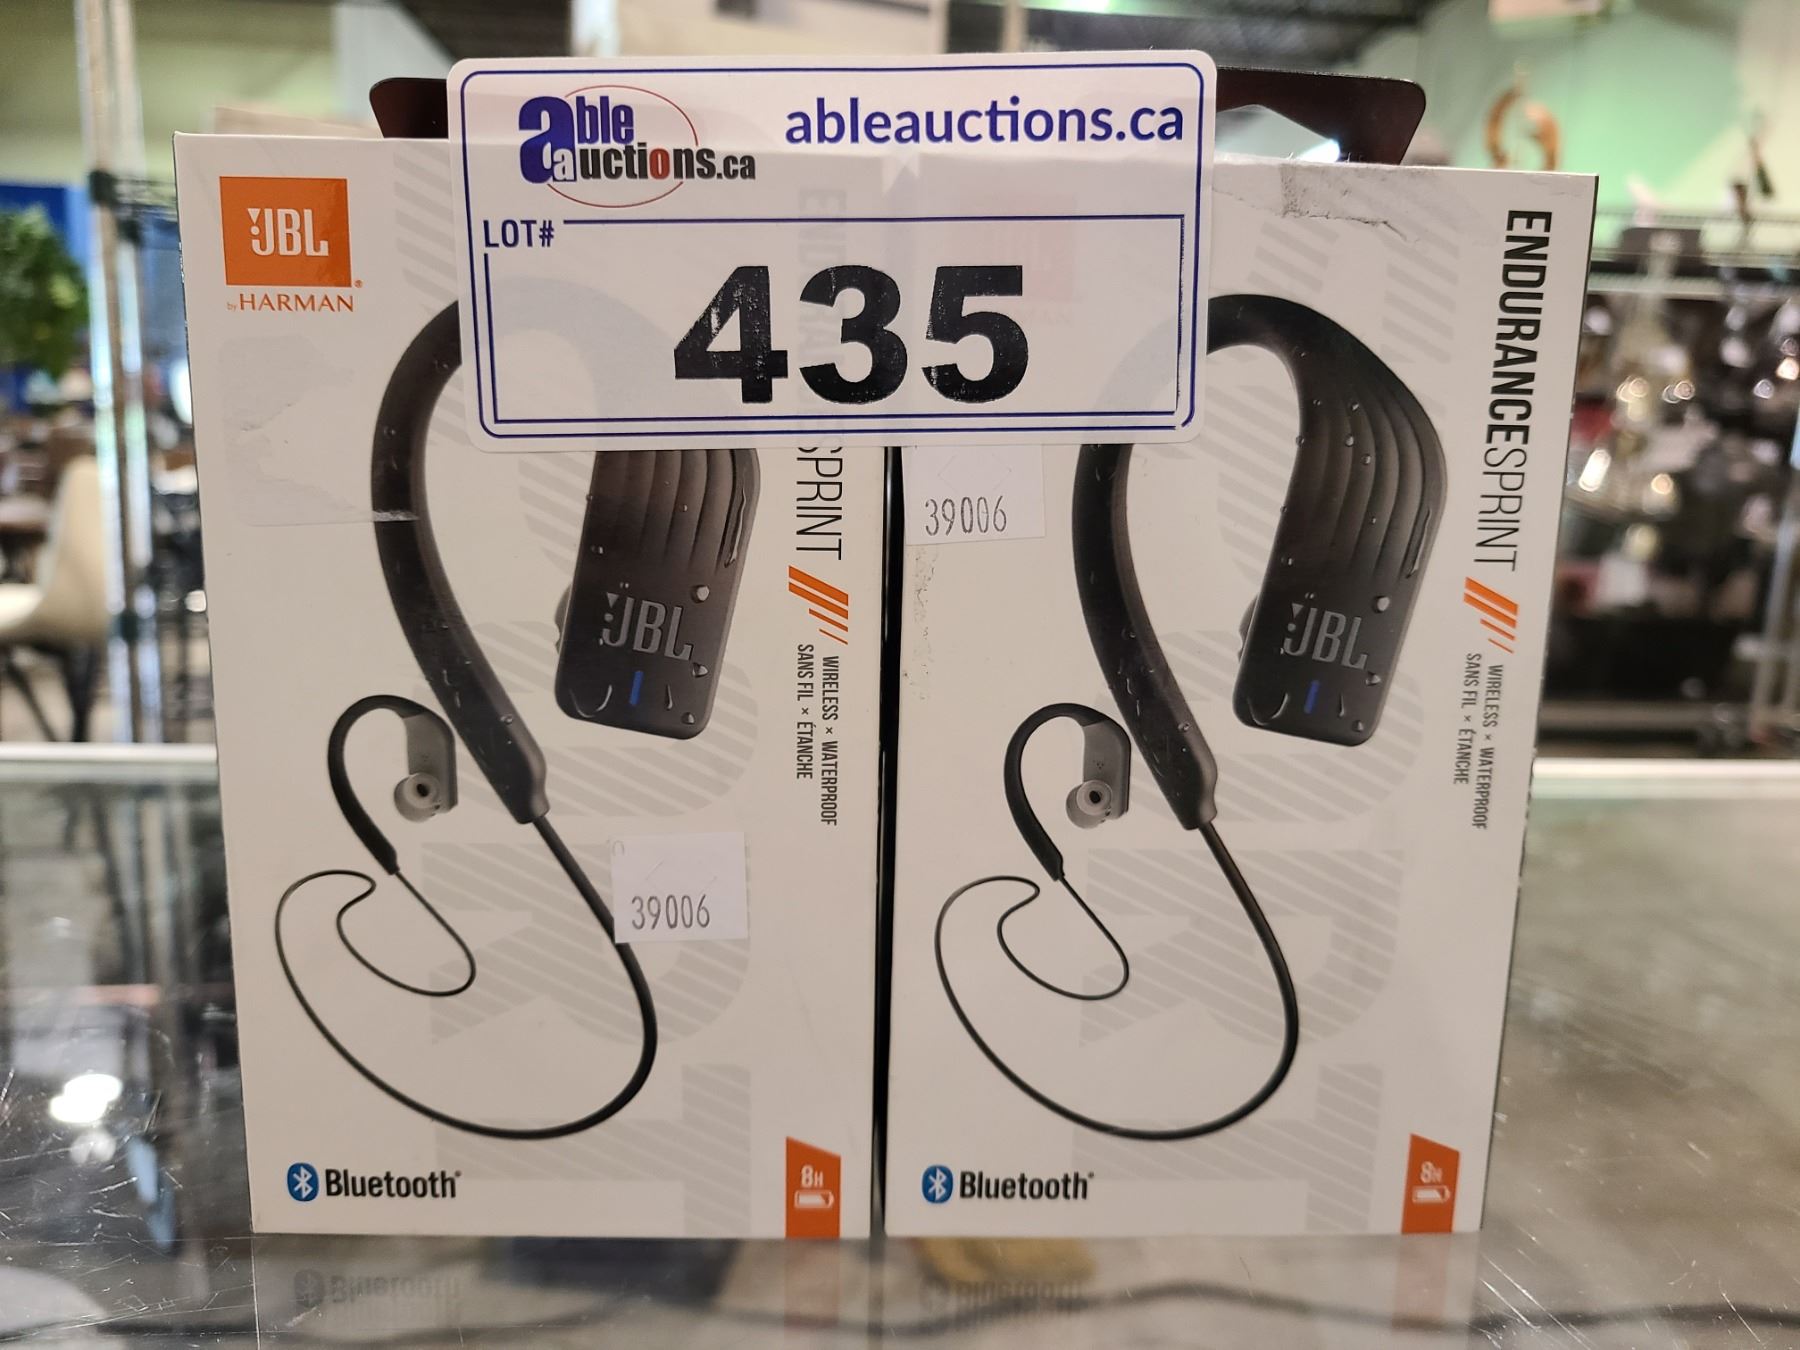 able auctions.ca
ableauctions.ca
LOT#
435
JBL
by HARMAN
SPRINT
WIRELESS × WATERPROOF
SANS FIL × ÉTANCHE
JBL
39006
Bluetooth
8H
39006
ENDURANCESPRINT
WIRELESS × WATERPROOF
SANS FIL × ÉTANCHE
JBL
Bluetooth
8H